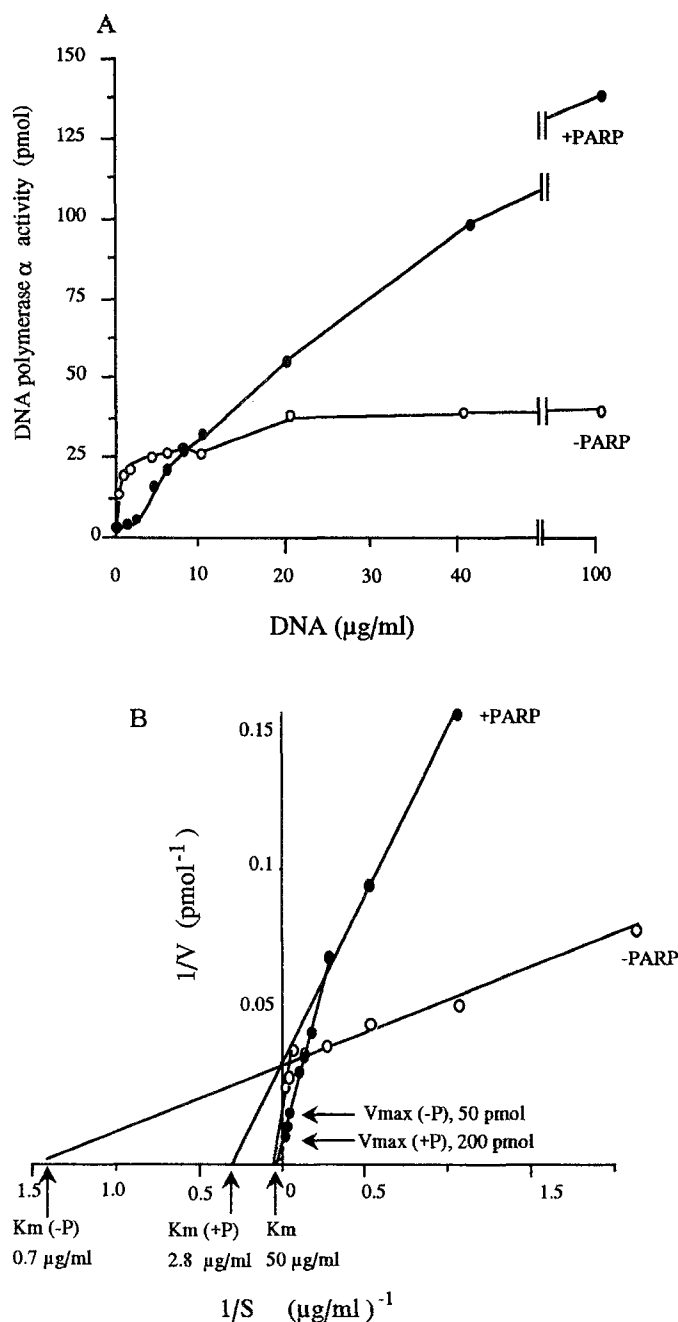 A
DNA polymerase α activity (pmol)
150
125
100
75
50
25
0
+PARP
-PARP
0 10 20 30 40 100
DNA (µg/ml)
B
1/V (pmol⁻¹)
0.15
0.1
0.05
+PARP
-PARP
Vmax (-P), 50 pmol
Vmax (+P), 200 pmol
1.5 1.0 0.5 0 0.5 1.5
Km (-P) Km (+P) Km
0.7 µg/ml 2.8 µg/ml 50 µg/ml
1/S (µg/ml)⁻¹